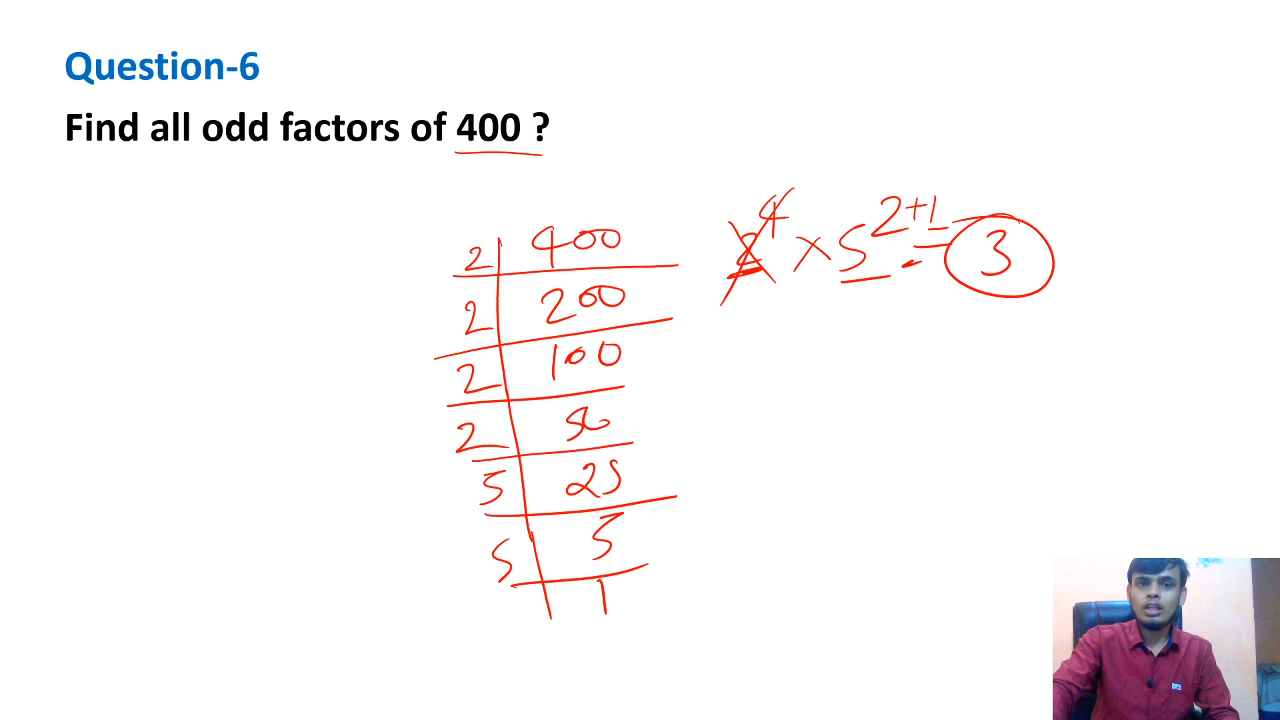 Question-6
Find all odd factors of 400 ?
2 | 400
2 | 200
2 | 100
2 | 50
5 | 25
5 | 5
1
2^4 × 5^2+1 = 3